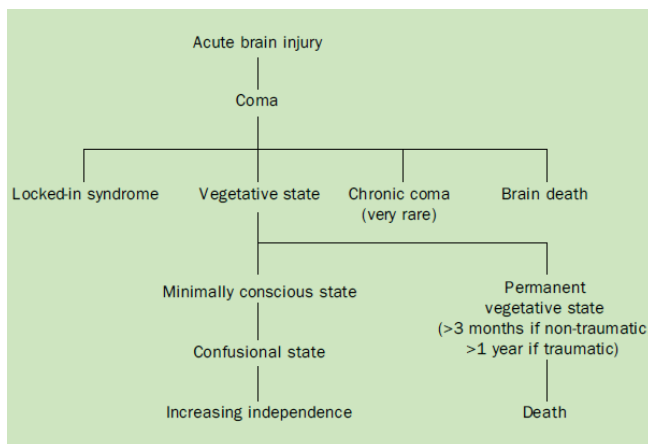 Acute brain injury
Coma
Locked-in syndrome
Vegetative state
Chronic coma
(very rare)
Brain death
Minimally conscious state
Permanent
vegetative state
(>3 months if non-traumatic
>1 year if traumatic)
Confusional state
Increasing independence
Death